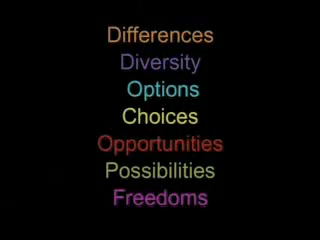 Differences
Diversity
Options
Choices
Opportunities
Possibilities
Freedoms